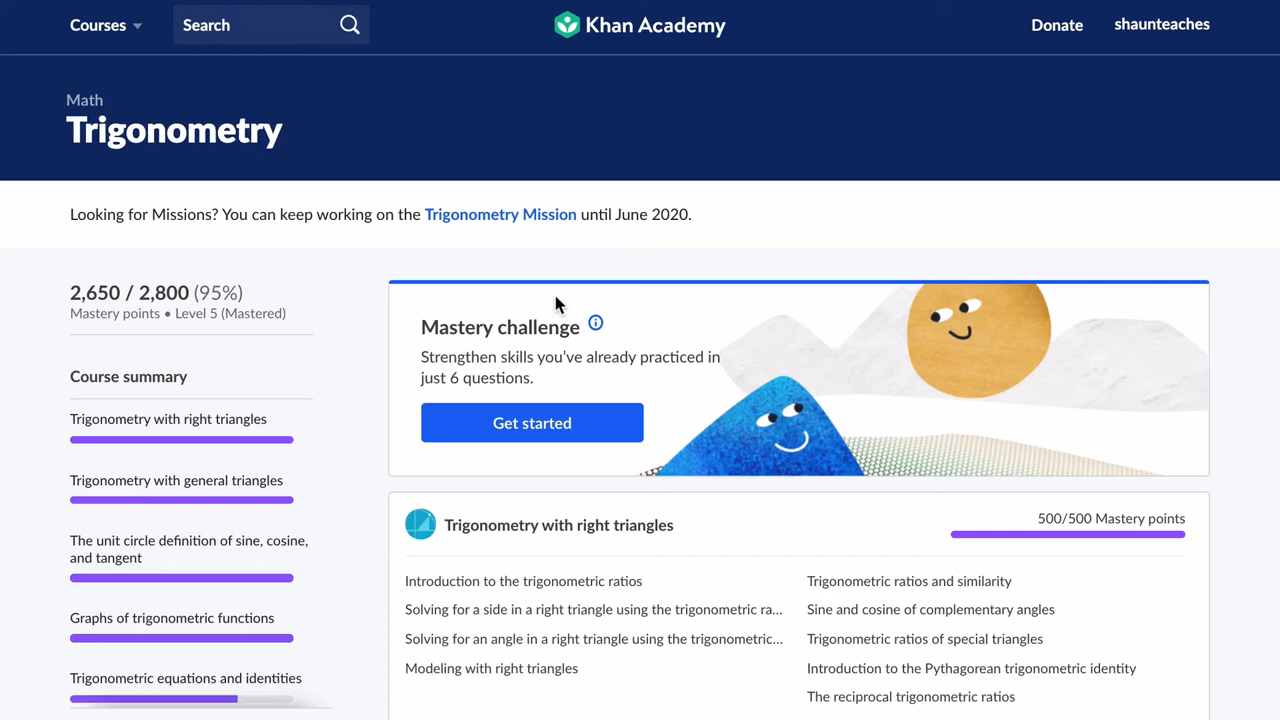 Courses
Search
Khan Academy
Donate
shaunteaches
Math
Trigonometry
Looking for Missions? You can keep working on the Trigonometry Mission until June 2020.
2,650 / 2,800 (95%)
Mastery points • Level 5 (Mastered)
Course summary
Trigonometry with right triangles
Trigonometry with general triangles
The unit circle definition of sine, cosine,
and tangent
Graphs of trigonometric functions
Trigonometric equations and identities
Mastery challenge
Strengthen skills you've already practiced in
just 6 questions.
Get started
Trigonometry with right triangles
500/500 Mastery points
Introduction to the trigonometric ratios
Solving for a side in a right triangle using the trigonometric ra...
Solving for an angle in a right triangle using the trigonometric...
Modeling with right triangles
Trigonometric ratios and similarity
Sine and cosine of complementary angles
Trigonometric ratios of special triangles
Introduction to the Pythagorean trigonometric identity
The reciprocal trigonometric ratios